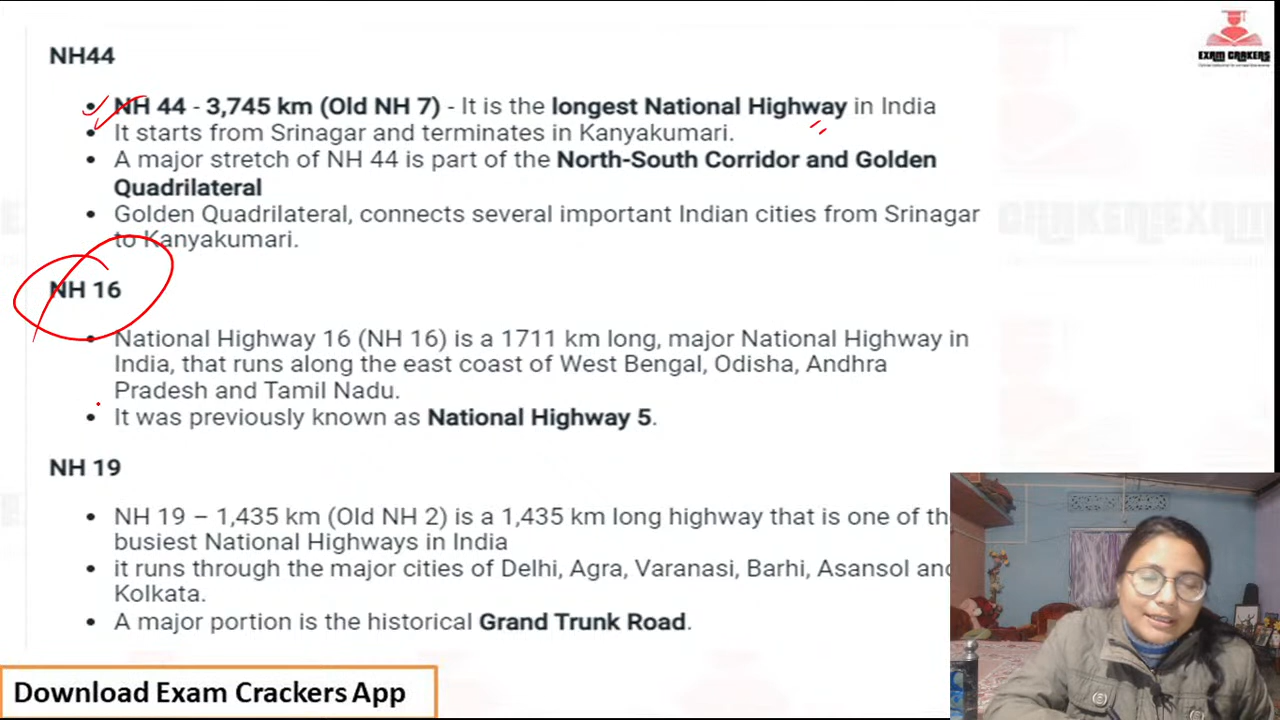 EXAM CRAKERS
NH44
NH 44 - 3,745 km (Old NH 7) - It is the longest National Highway in India
It starts from Srinagar and terminates in Kanyakumari.
A major stretch of NH 44 is part of the North-South Corridor and Golden
Quadrilateral
Golden Quadrilateral, connects several important Indian cities from Srinagar
to Kanyakumari.
NH 16
National Highway 16 (NH 16) is a 1711 km long, major National Highway in
India, that runs along the east coast of West Bengal, Odisha, Andhra
Pradesh and Tamil Nadu.
It was previously known as National Highway 5.
NH 19
NH 19 – 1,435 km (Old NH 2) is a 1,435 km long highway that is one of th
busiest National Highways in India
it runs through the major cities of Delhi, Agra, Varanasi, Barhi, Asansol and
Kolkata.
A major portion is the historical Grand Trunk Road.
Download Exam Crackers App